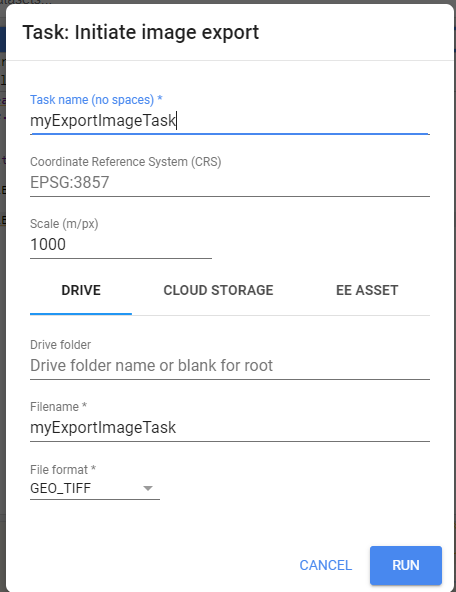 Task: Initiate image export
Task name (no spaces) *
myExportImageTask
Coordinate Reference System (CRS)
EPSG:3857
Scale (m/px)
1000
DRIVE CLOUD STORAGE EE ASSET
Drive folder
Drive folder name or blank for root
Filename *
myExportImageTask
File format *
GEO_TIFF
CANCEL RUN